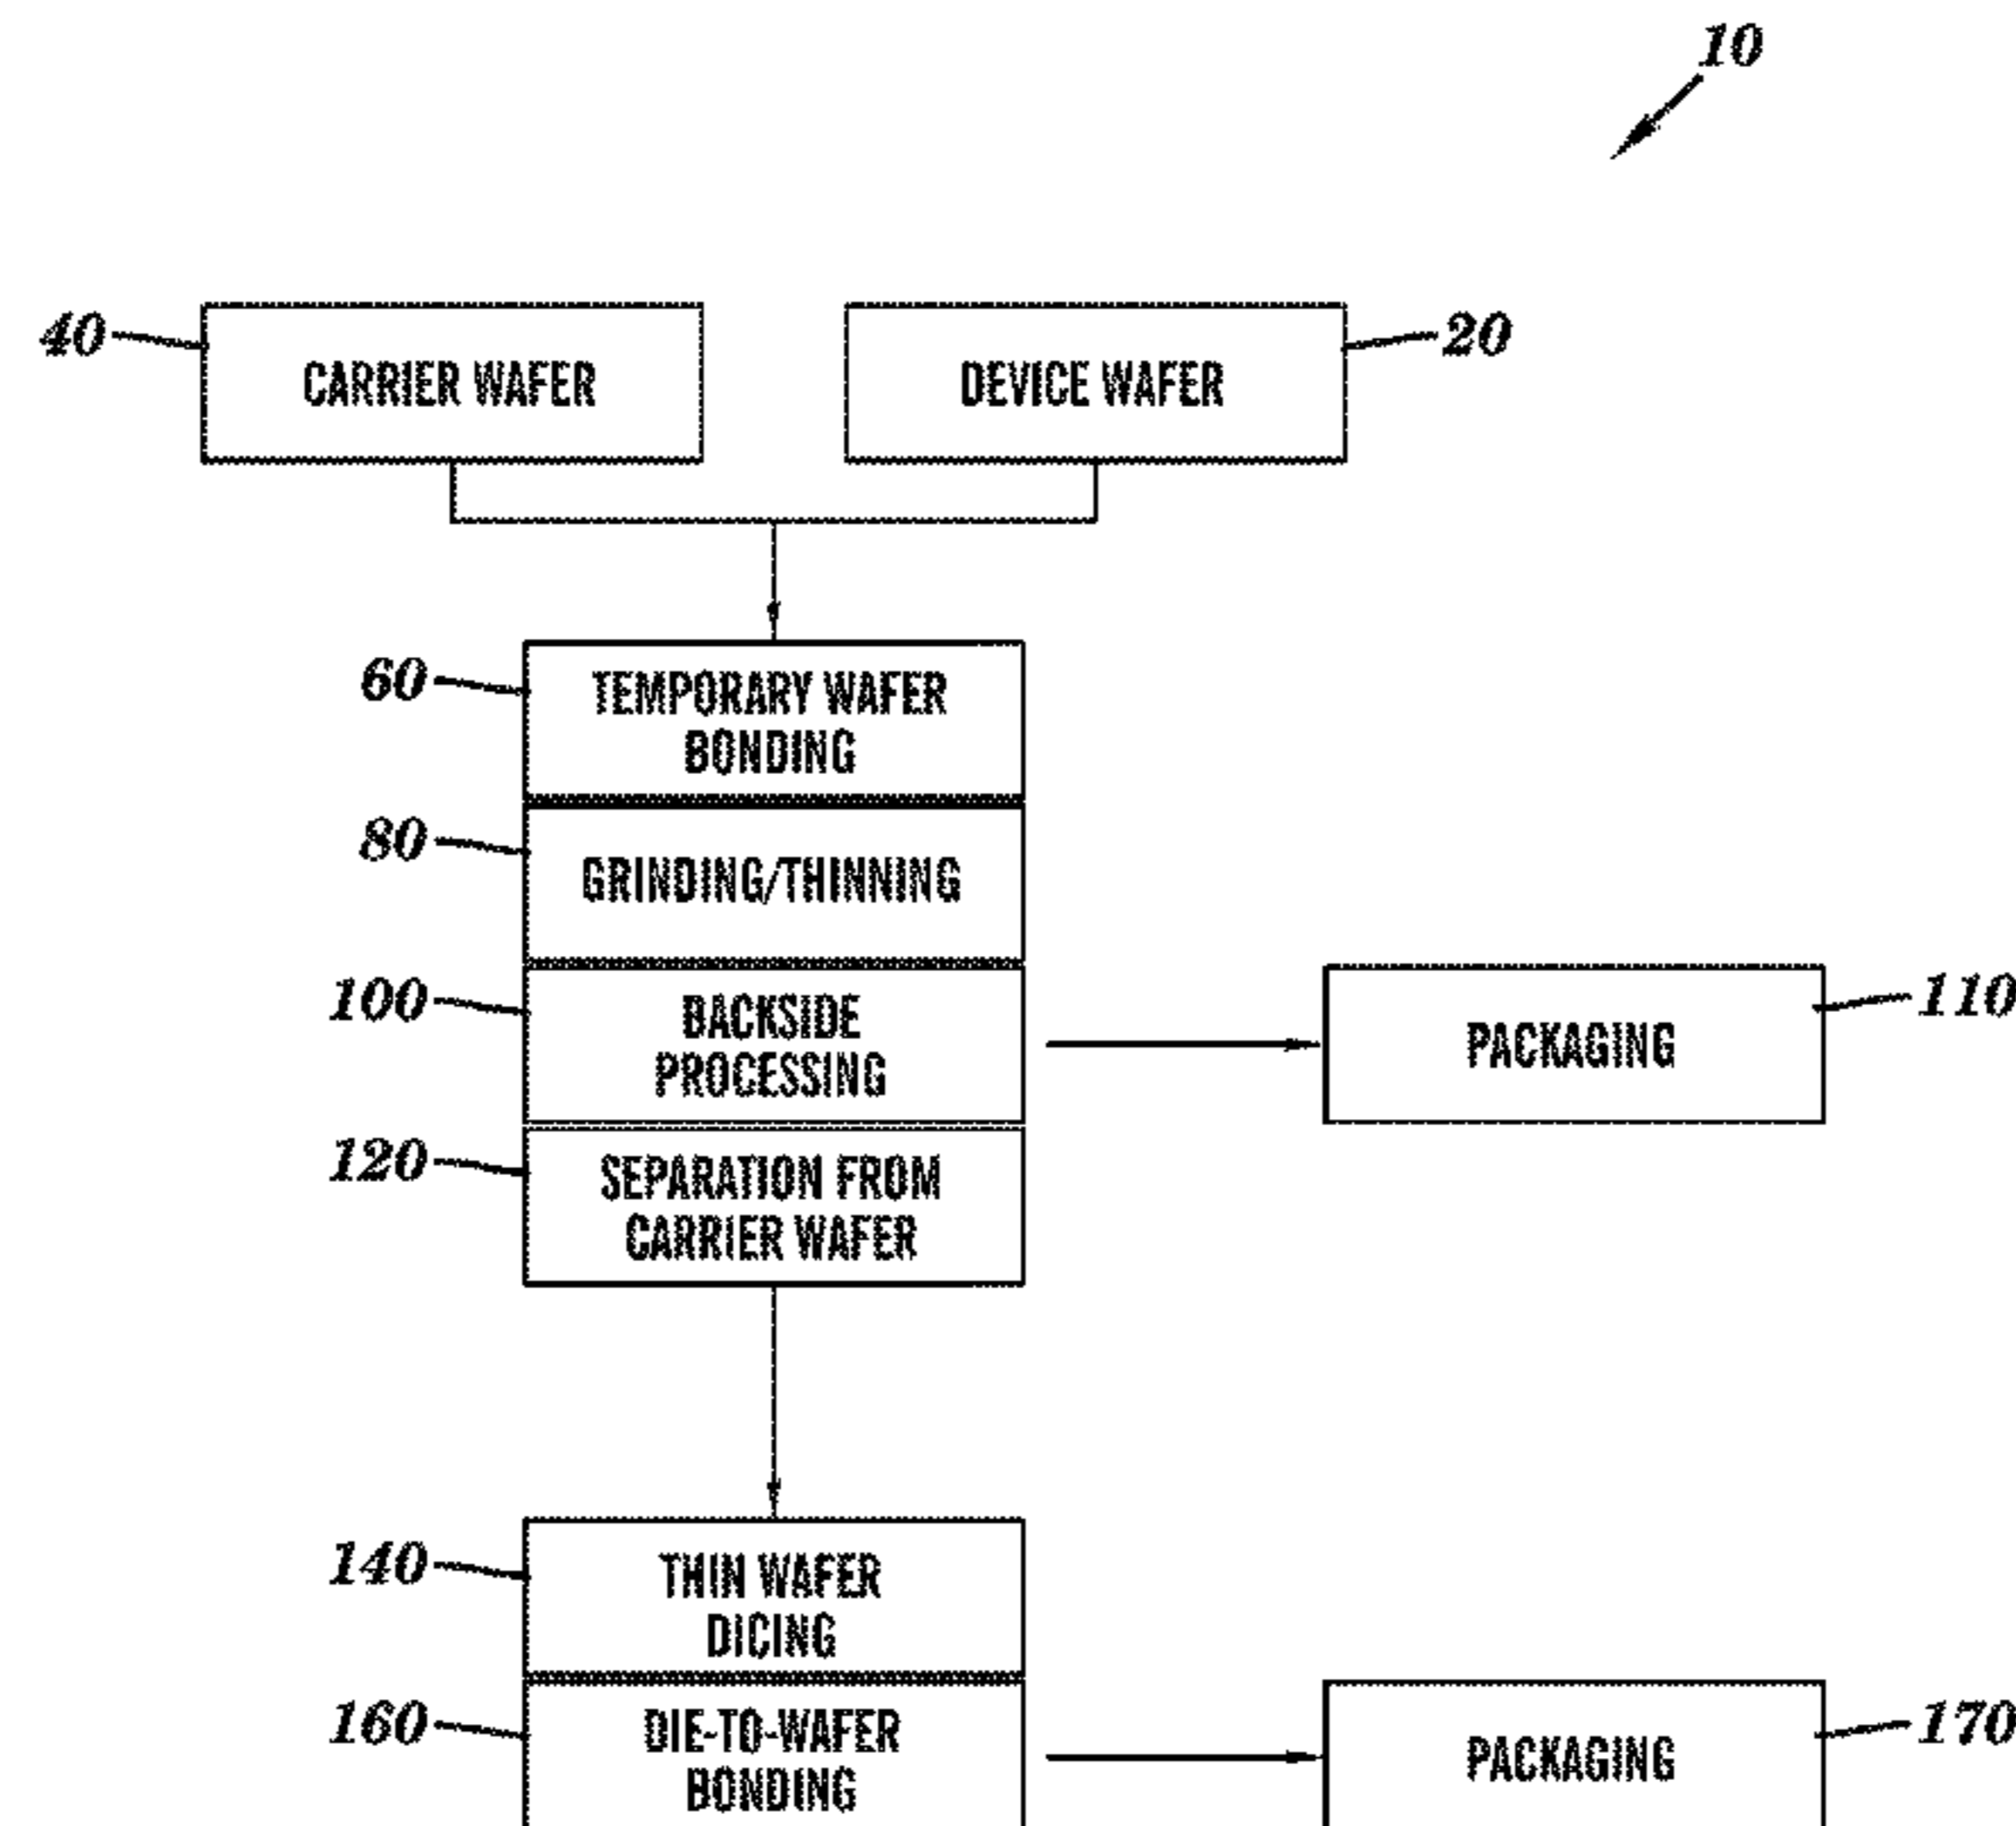 10
40
CARRIER WAFER
DEVICE WAFER
20
60
TEMPORARY WAFER
BONDING
80
GRINDING/THINNING
100
BACKSIDE
PROCESSING
PACKAGING
110
120
SEPARATION FROM
CARRIER WAFER
140
THIN WAFER
DICING
160
DIE-TO-WAFER
BONDING
PACKAGING
170